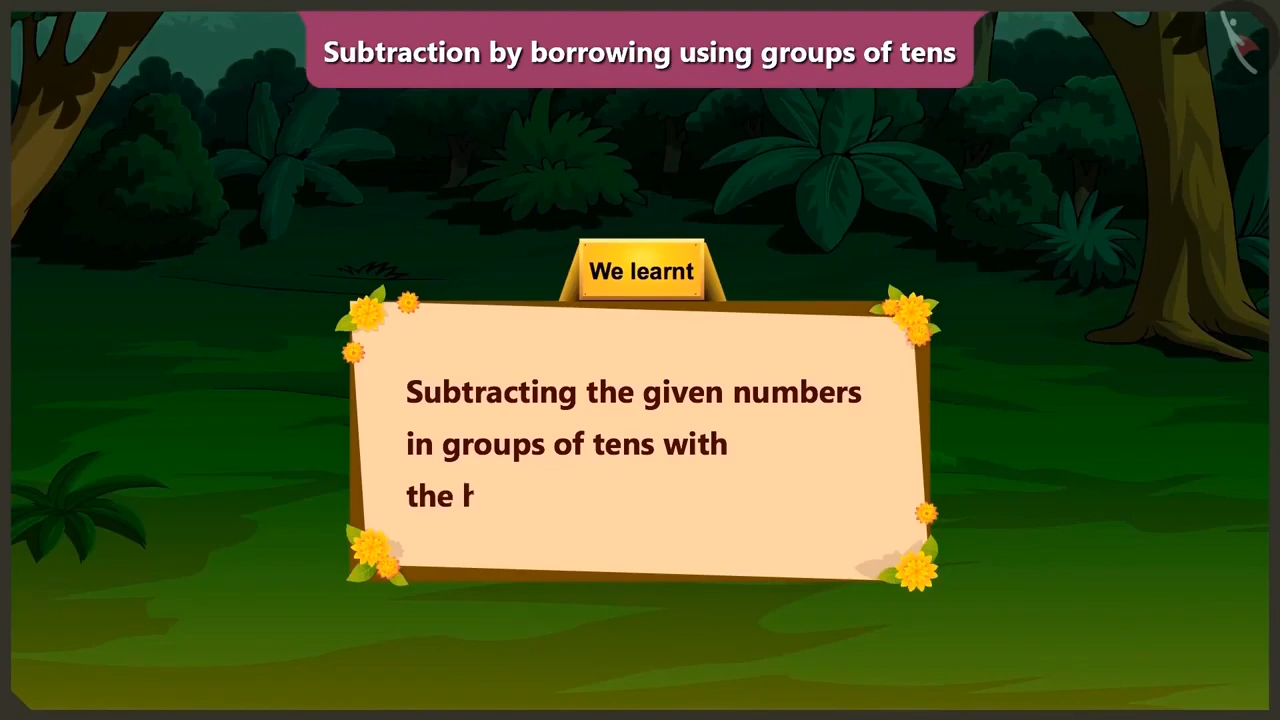 Subtraction by borrowing using groups of tens
We learnt
Subtracting the given numbers
in groups of tens with
the